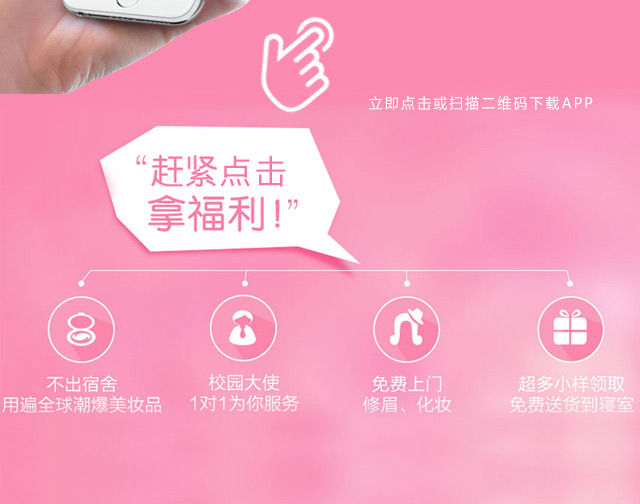 立即点击或扫描二维码下载APP
“赶紧点击
拿福利!”
不出宿舍
用遍全球潮爆美妆品
校园大使
1对1为你服务
免费上门
修眉、化妆
超多小样领取
免费送货到寝室